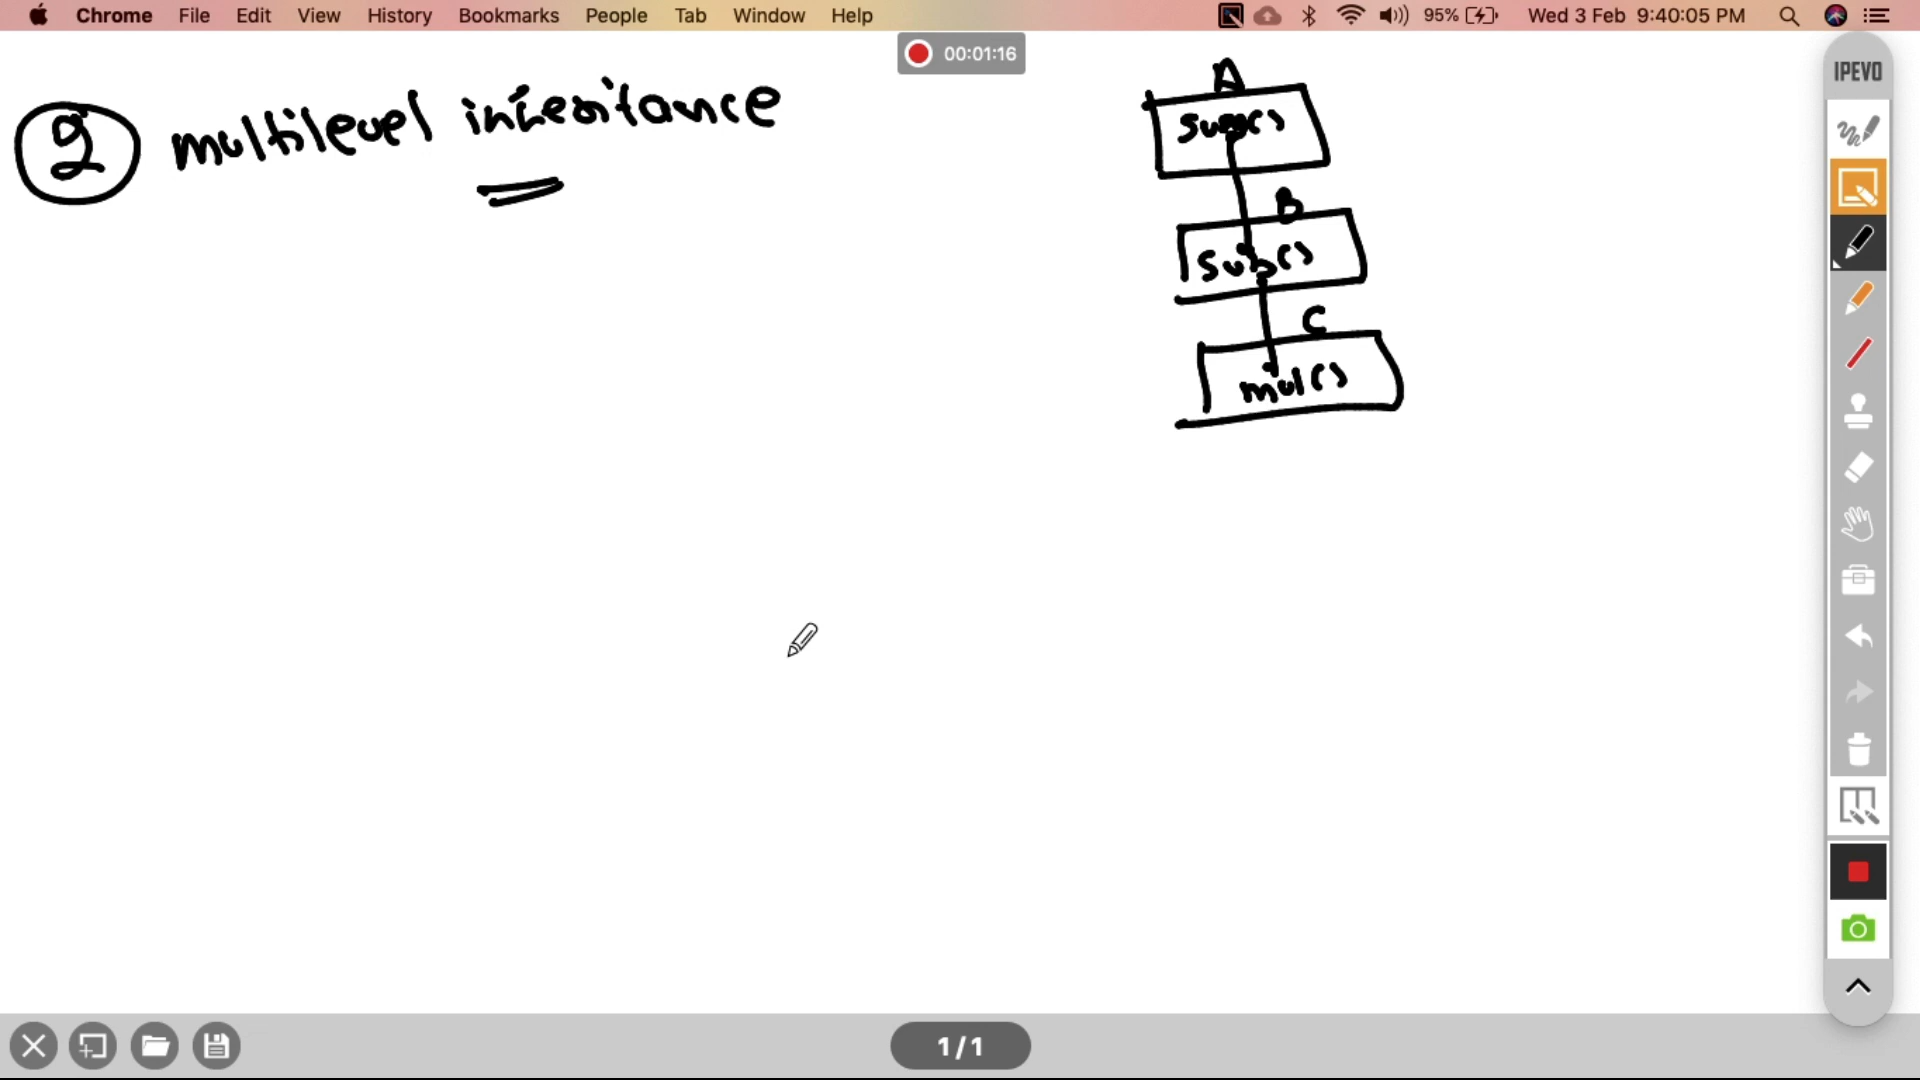 Chrome File Edit View History Bookmarks People Tab Window Help 95% Wed 3 Feb 9:40:05 PM
00:01:16
IPEVO
2 multilevel inheritance
A
B
Sub()
C
mul()
1/1